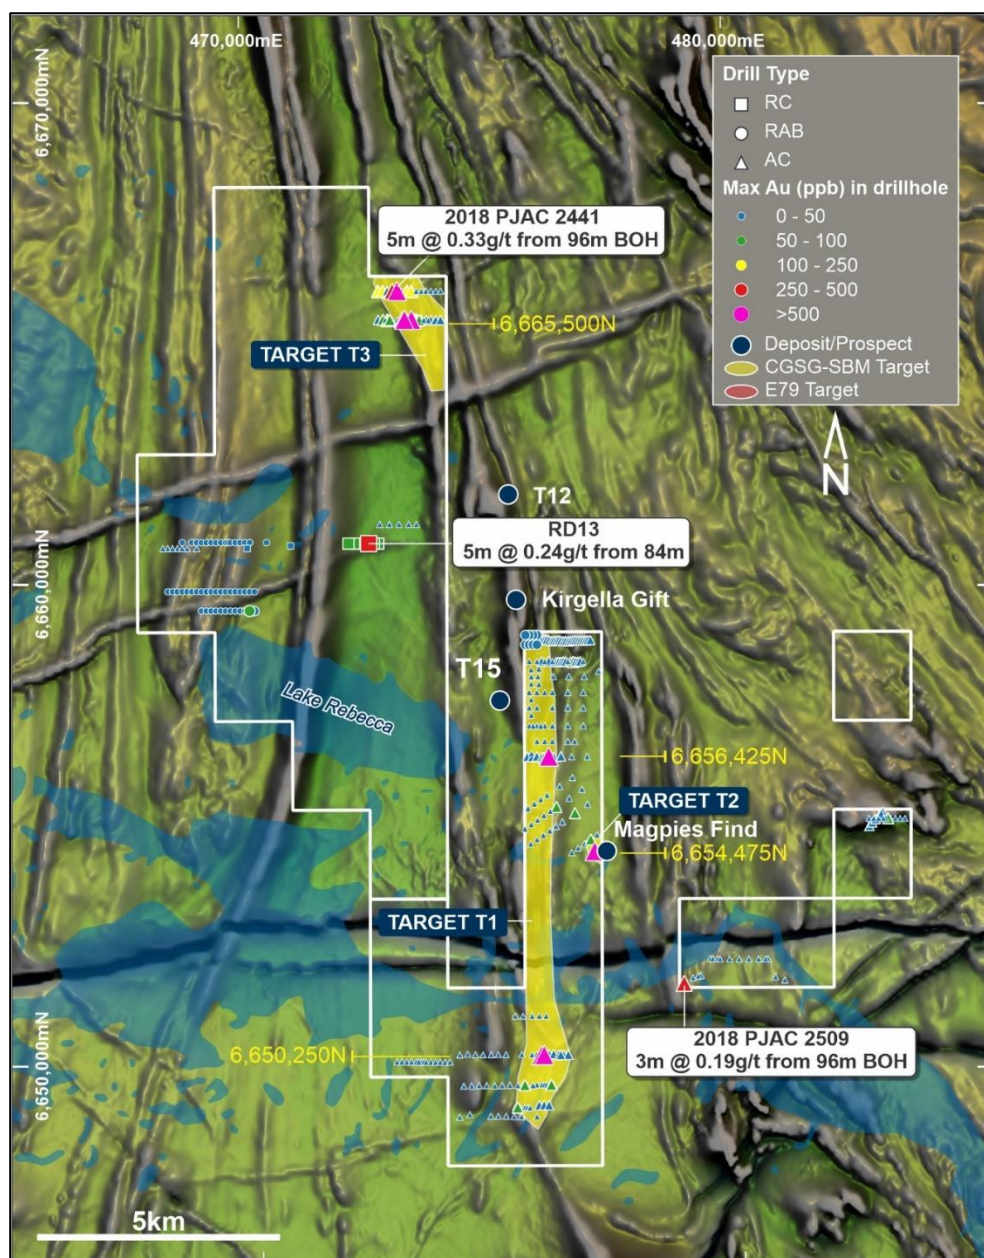 470,000mE
480,000mE
6,670,000mN
6,660,000mN
6,650,000mN
Drill Type
RC
RAB
AC
Max Au (ppb) in drillhole
0 - 50
50 - 100
100 - 250
250 - 500
>500
Deposit/Prospect
CGSG-SBM Target
E79 Target
N
2018 PJAC 2441
5m @ 0.33g/t from 96m BOH
6,665,500N
TARGET T3
T12
RD13
5m @ 0.24g/t from 84m
Kirgella Gift
T15
Lake Rebecca
6,656,425N
TARGET T2
Magpies Find
6,654,475N
TARGET T1
2018 PJAC 2509
3m @ 0.19g/t from 96m BOH
6,650,250N
5km